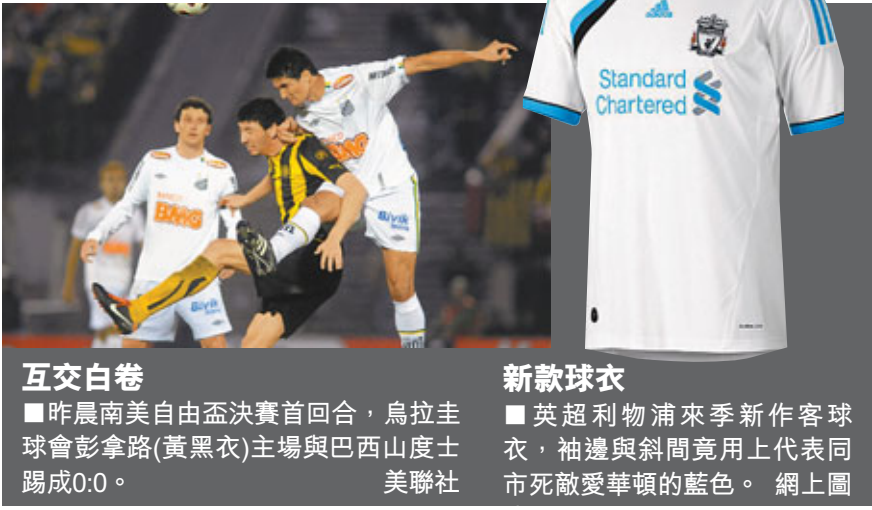 adidas
Standard
Chartered
BANCO
BMG
Bivik
Bivik
互交白卷
■昨晨南美自由盃決賽首回合,烏拉圭
球會彭拿路(黃黑衣)主場與巴西山度士
踢成0:0。 美聯社
新款球衣
■英超利物浦來季新作客球
衣,袖邊與斜間竟用上代表同
市死敵愛華頓的藍色。 網上圖